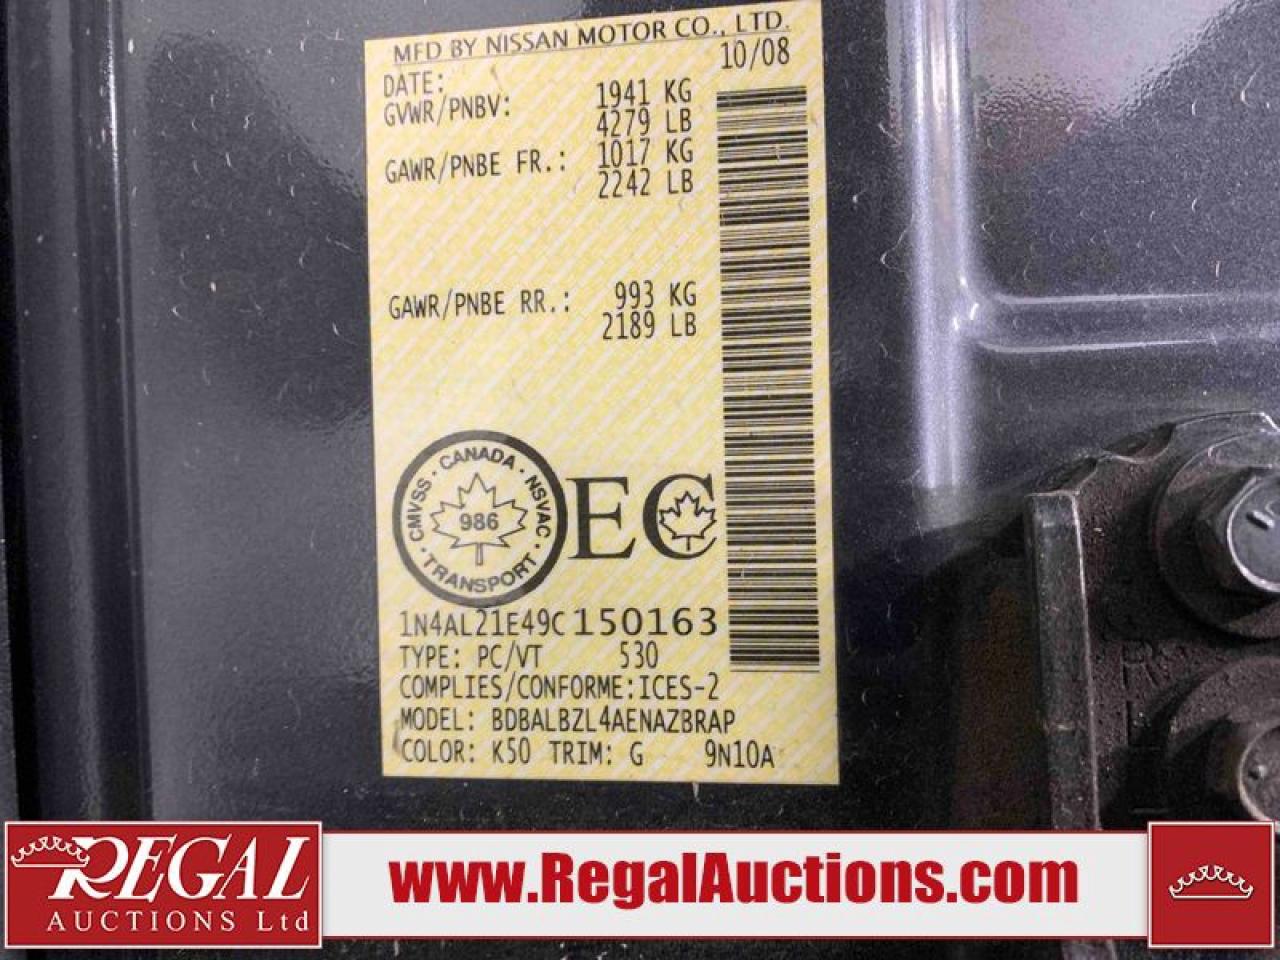 MFD BY NISSAN MOTOR CO., LTD.
DATE: 10/08
GVWR/PNBV: 1941 KG
4279 LB
GAWR/PNBE FR.: 1017 KG
2242 LB
GAWR/PNBE RR.: 993 KG
2189 LB
CMVSS · CANADA · NSVAC · TRANSPORT ·
986
EC
1N4AL21E49C150163
TYPE: PC/VT 530
COMPLIES/CONFORME:ICES-2
MODEL: BDBALBZL4AENAZBRAP
COLOR: K50 TRIM: G 9N10A
REGAL
AUCTIONS Ltd
www.RegalAuctions.com